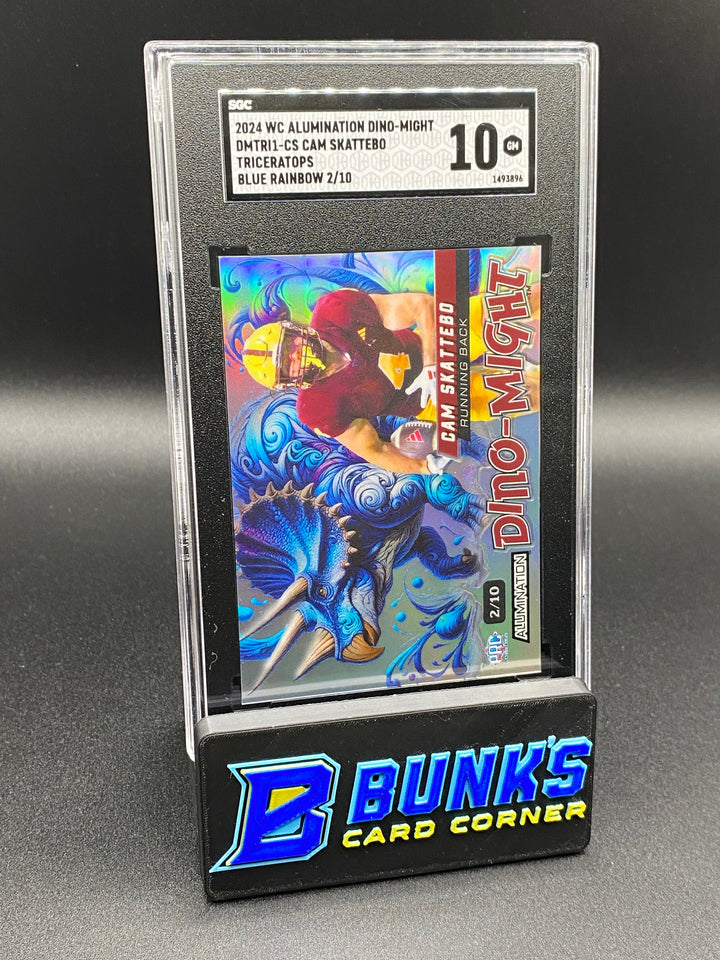 SGC
2024 WC ALUMINATION DINO-MIGHT
DMTRI1-CS CAM SKATTEBO
TRICERATOPS
BLUE RAINBOW 2/10
10
GM
1493896
CAM SKATTEBO
RUNNING BACK
DINO-MIGHT
ALUMINATION
2/10
B BUNK'S
CARD CORNER